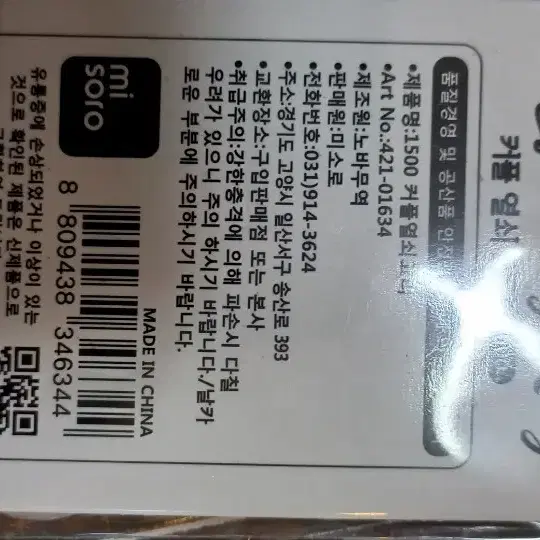 커플 열쇠
품질경영 및 공산품 안전
•제품명:1500 커플열쇠
•Art No.:421-01634
•제조원:노바무역
•판매원:미소로
•주소:경기도 고양시 일산서구 송산로 393
•전화번호:031)914-3624
•교환장소:구입판매점 또는 본사
•취급주의:강한충격에 의해 파손시 다칠
우려가 있으니 주의 하시기 바랍니다./날카
로운 부분에 주의하시기 바랍니다.
mi
soro
MADE IN CHINA
8 809438 346344
유통중에 손상되었거나 이상이 있는
것으로 확인된 제품은 신제품으로